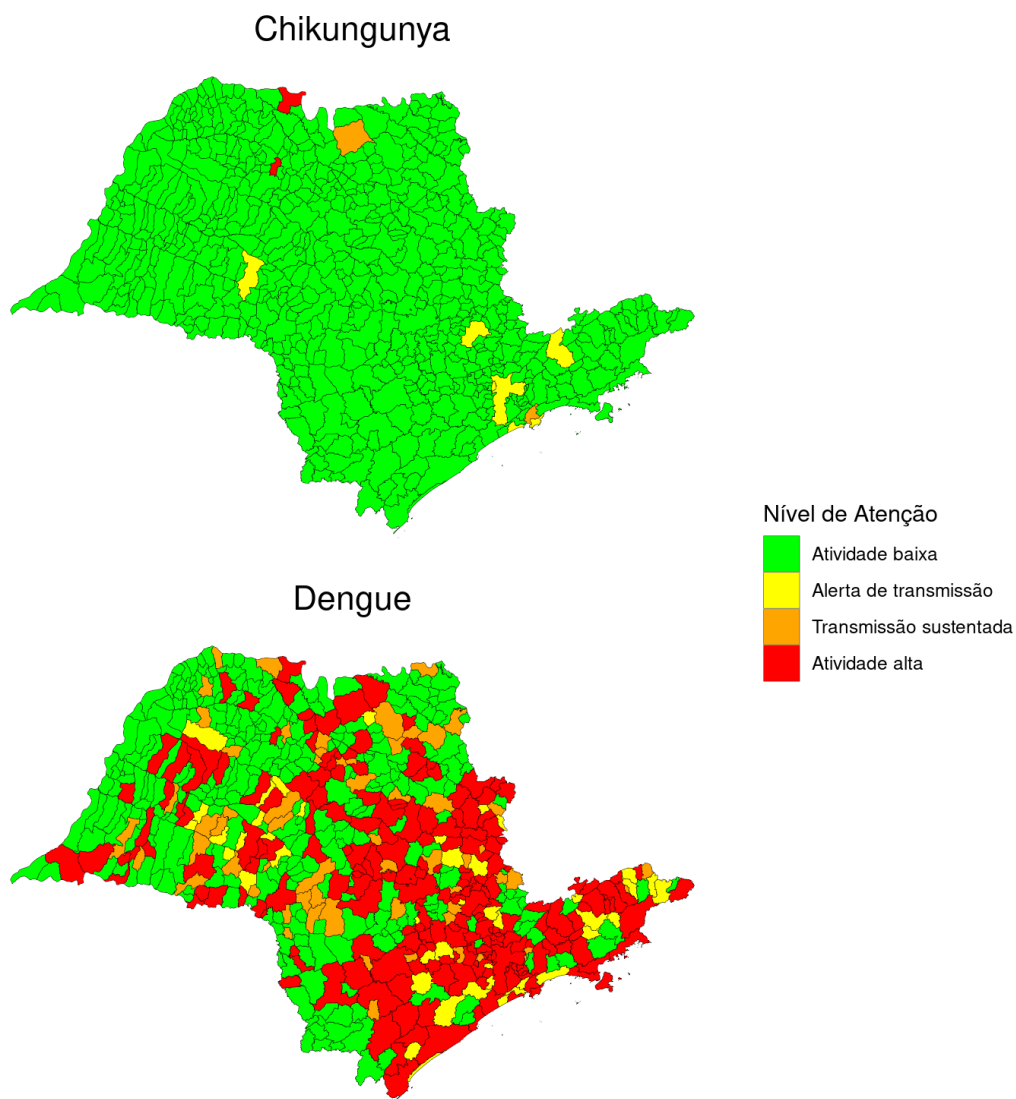 Chikungunya
Nível de Atenção
Atividade baixa
Alerta de transmissão
Transmissão sustentada
Atividade alta
Dengue